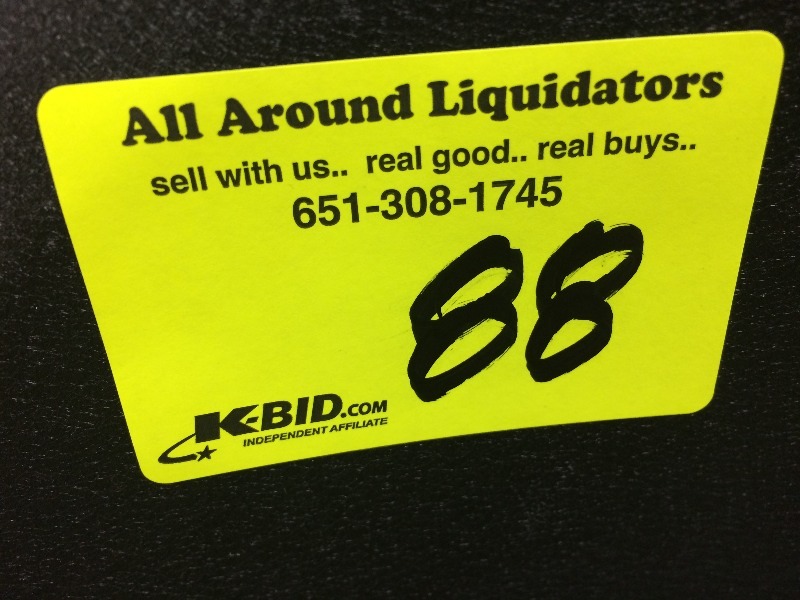 All Around Liquidators
sell with us.. real good.. real buys..
651-308-1745
88
K-BID.COM
INDEPENDENT AFFILIATE